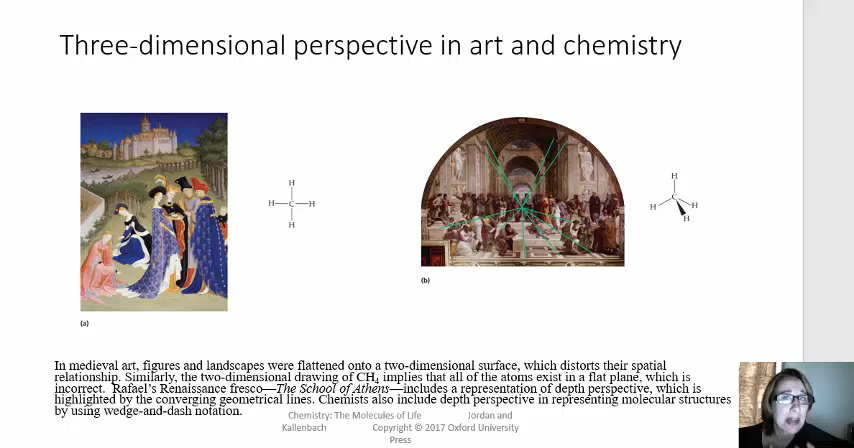 Three-dimensional perspective in art and chemistry
H
H C H
H
H
C
H H
H
(a)
(b)
In medieval art, figures and landscapes were flattened onto a two-dimensional surface, which distorts their spatial
relationship. Similarly, the two-dimensional drawing of CH4 implies that all of the atoms exist in a flat plane, which is
incorrect. Rafael's Renaissance fresco—The School of Athens—includes a representation of depth perspective, which is
highlighted by the converging geometrical lines. Chemists also include depth perspective in representing molecular structures
by using wedge-and-dash notation.
Chemistry: The Molecules of Life Jordan and
Kallenbach Copyright © 2017 Oxford University
Press